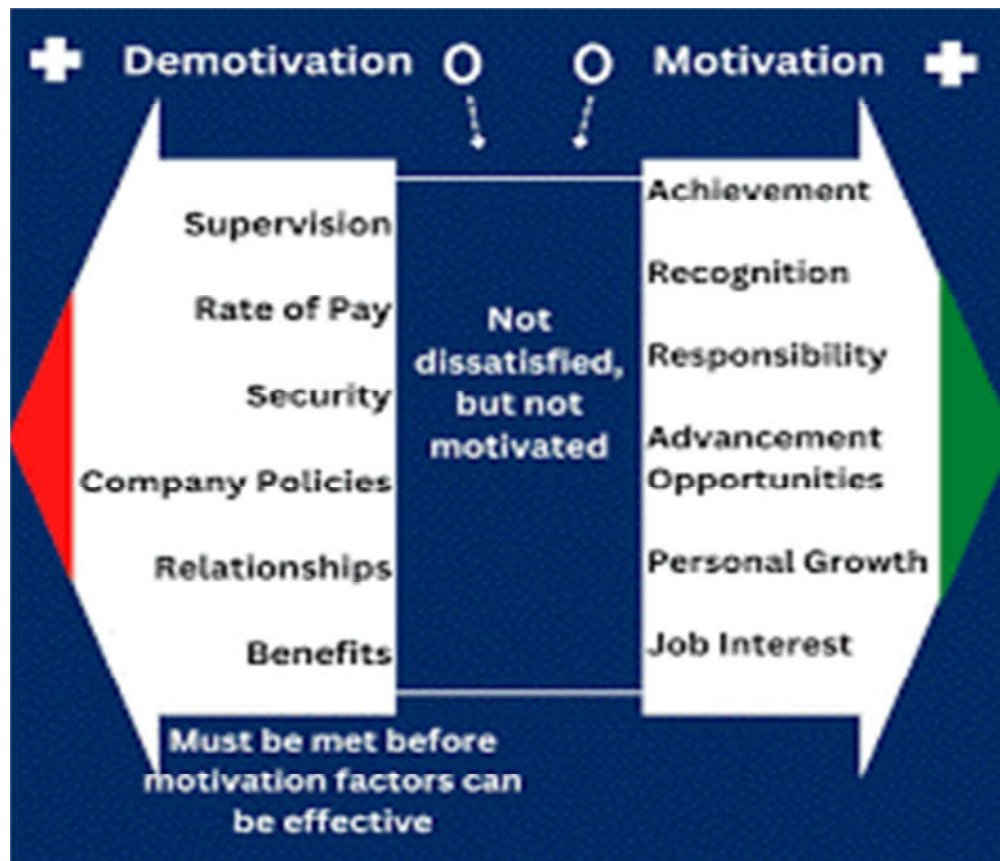 Demotivation O O Motivation
Supervision
Rate of Pay
Security
Company Policies
Relationships
Benefits
Must be met before
motivation factors can
be effective
Not
dissatisfied,
but not
motivated
Achievement
Recognition
Responsibility
Advancement
Opportunities
Personal Growth
Job Interest